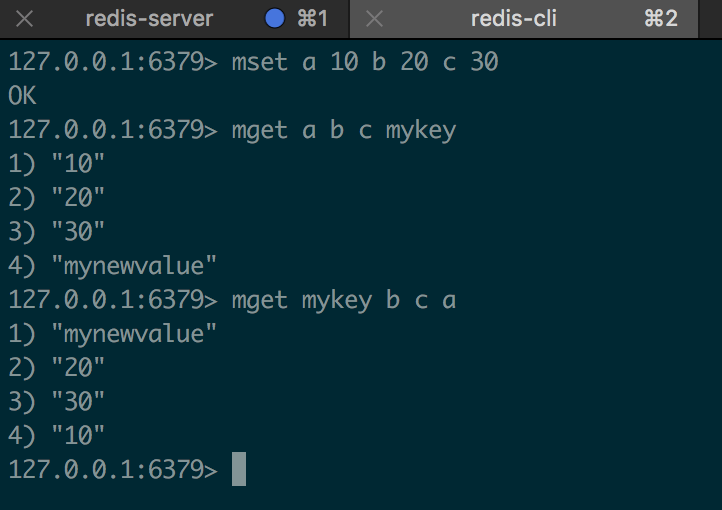 redis-server ⌘1 redis-cli ⌘2
127.0.0.1:6379> mset a 10 b 20 c 30
OK
127.0.0.1:6379> mget a b c mykey
1) "10"
2) "20"
3) "30"
4) "mynewvalue"
127.0.0.1:6379> mget mykey b c a
1) "mynewvalue"
2) "20"
3) "30"
4) "10"
127.0.0.1:6379>